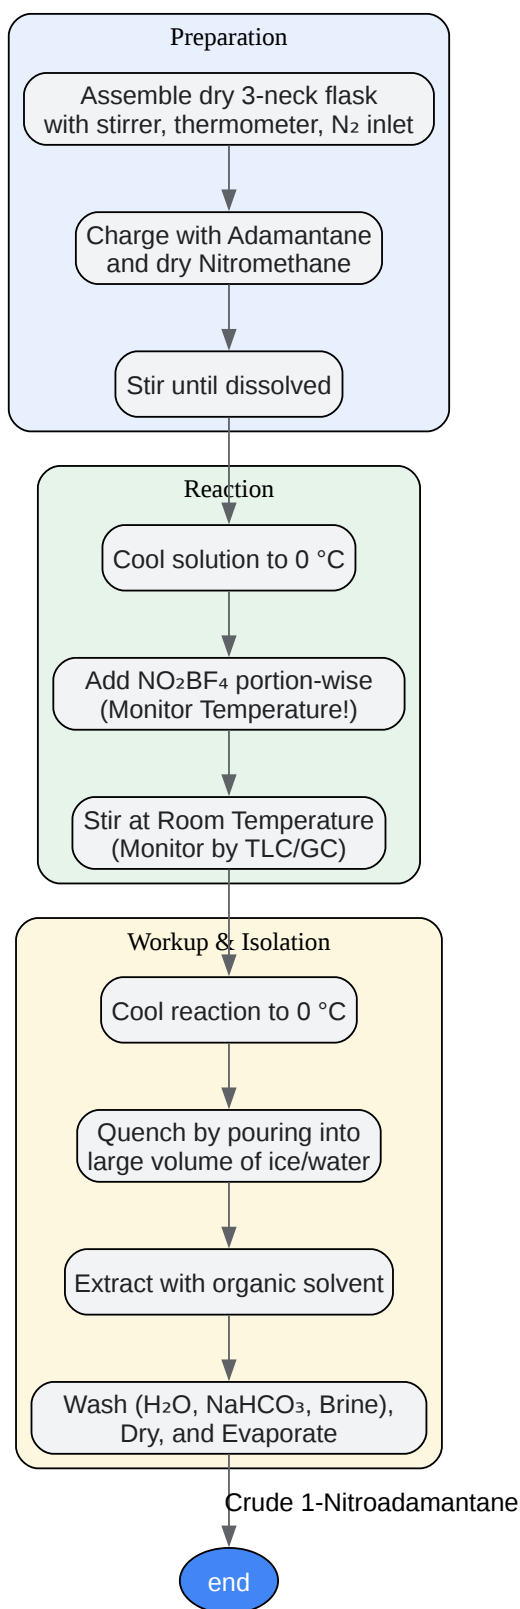 Preparation
Assemble dry 3-neck flask
with stirrer, thermometer, N₂ inlet
Charge with Adamantane
and dry Nitromethane
Stir until dissolved
Reaction
Cool solution to 0 °C
Add NO₂BF₄ portion-wise
(Monitor Temperature!)
Stir at Room Temperature
(Monitor by TLC/GC)
Workup & Isolation
Cool reaction to 0 °C
Quench by pouring into
large volume of ice/water
Extract with organic solvent
Wash (H₂O, NaHCO₃, Brine),
Dry, and Evaporate
Crude 1-Nitroadamantane
end